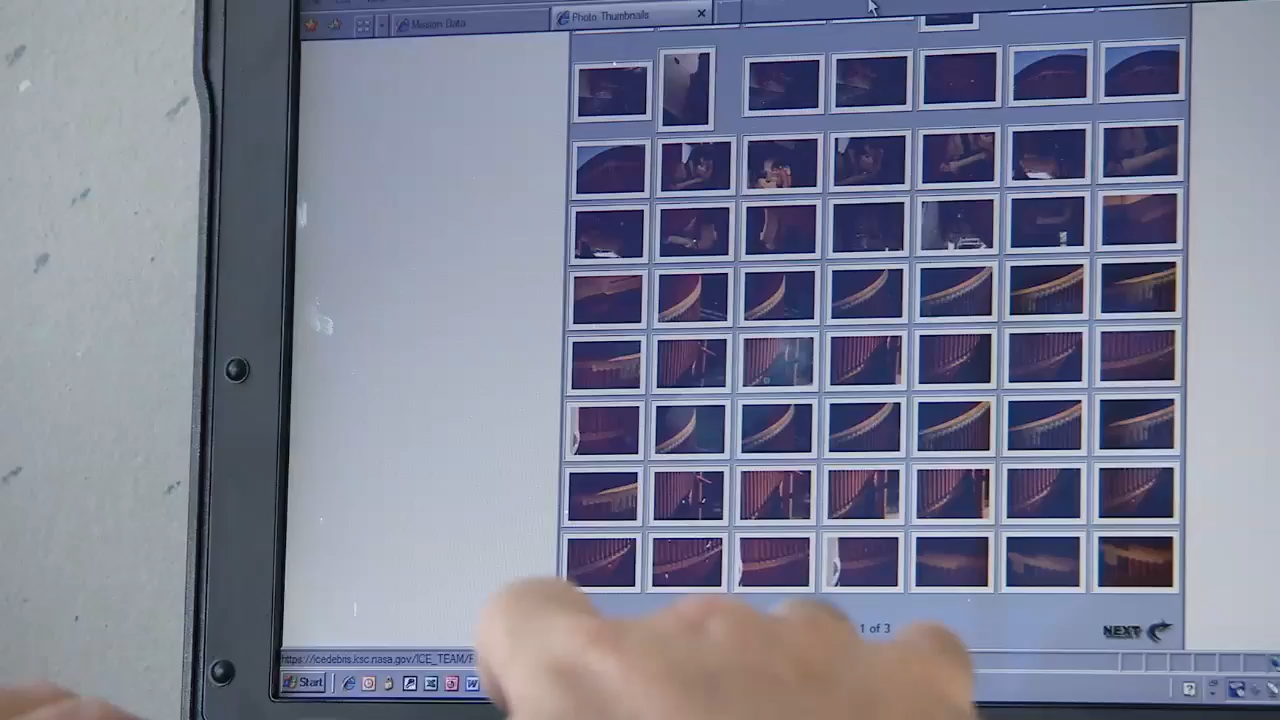 Mission Data
Photo Thumbnails
1 of 3
NEXT
https://icedebris.ksc.nasa.gov/ICE_TEAM/
Start